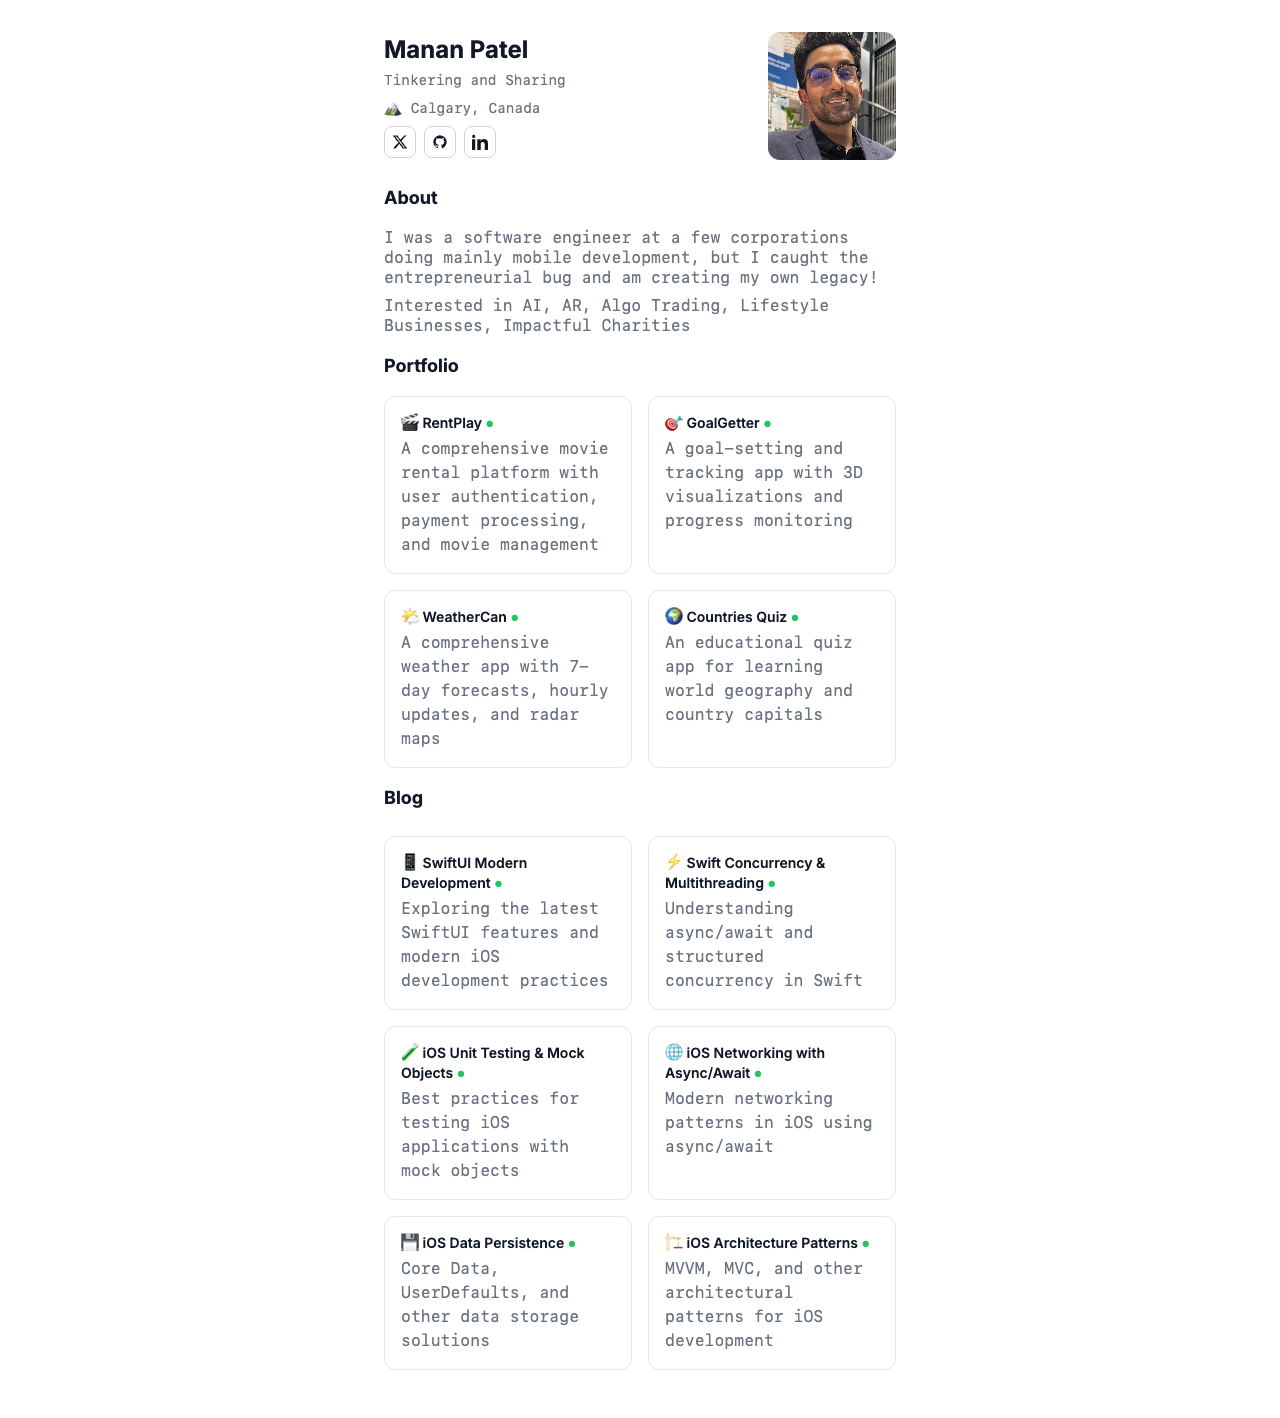 Manan Patel
Tinkering and Sharing
Calgary, Canada
About
I was a software engineer at a few corporations
doing mainly mobile development, but I caught the
entrepreneurial bug and am creating my own legacy!
Interested in AI, AR, Algo Trading, Lifestyle
Businesses, Impactful Charities
Portfolio
RentPlay
A comprehensive movie
rental platform with
user authentication,
payment processing,
and movie management
GoalGetter
A goal-setting and
tracking app with 3D
visualizations and
progress monitoring
WeatherCan
A comprehensive
weather app with 7-
day forecasts, hourly
updates, and radar
maps
Countries Quiz
An educational quiz
app for learning
world geography and
country capitals
Blog
SwiftUI Modern
Development
Exploring the latest
SwiftUI features and
modern iOS
development practices
Swift Concurrency &
Multithreading
Understanding
async/await and
structured
concurrency in Swift
iOS Unit Testing & Mock
Objects
Best practices for
testing iOS
applications with
mock objects
iOS Networking with
Async/Await
Modern networking
patterns in iOS using
async/await
iOS Data Persistence
Core Data,
UserDefaults, and
other data storage
solutions
iOS Architecture Patterns
MVVM, MVC, and other
architectural
patterns for iOS
development